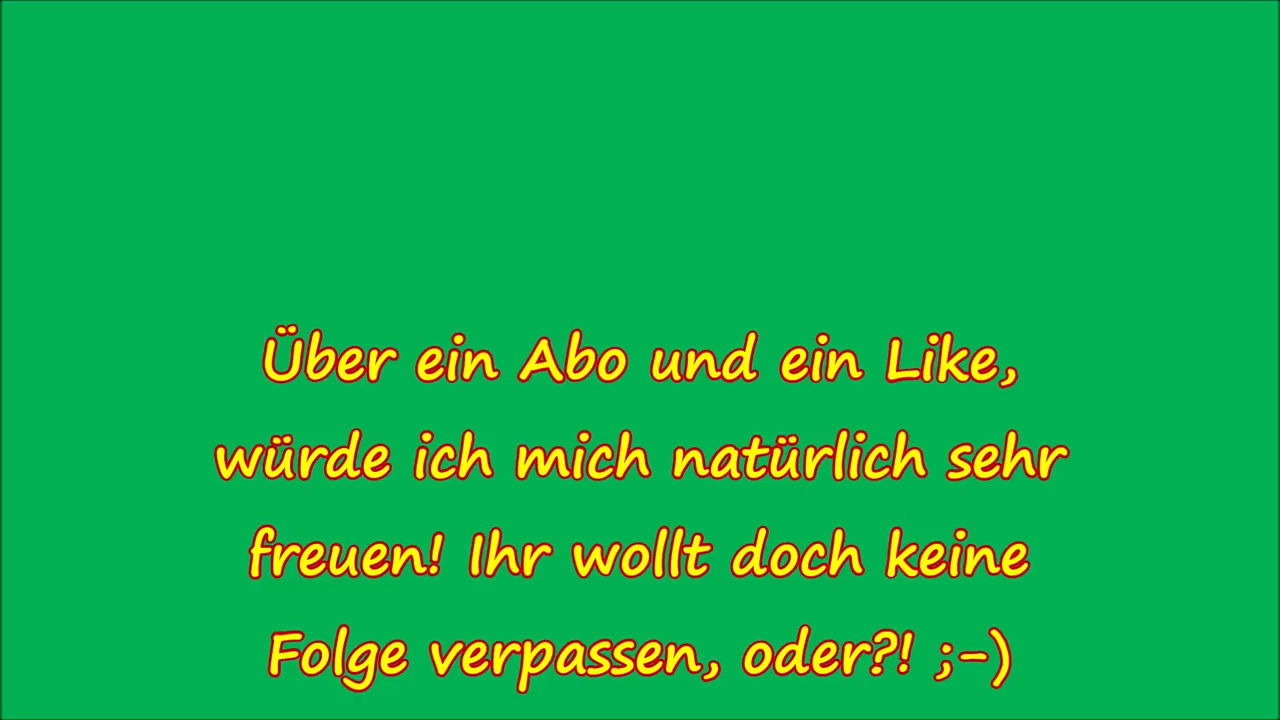 Über ein Abo und ein Like,
würde ich mich natürlich sehr
freuen! Ihr wollt doch keine
Folge verpassen, oder?! ;-)